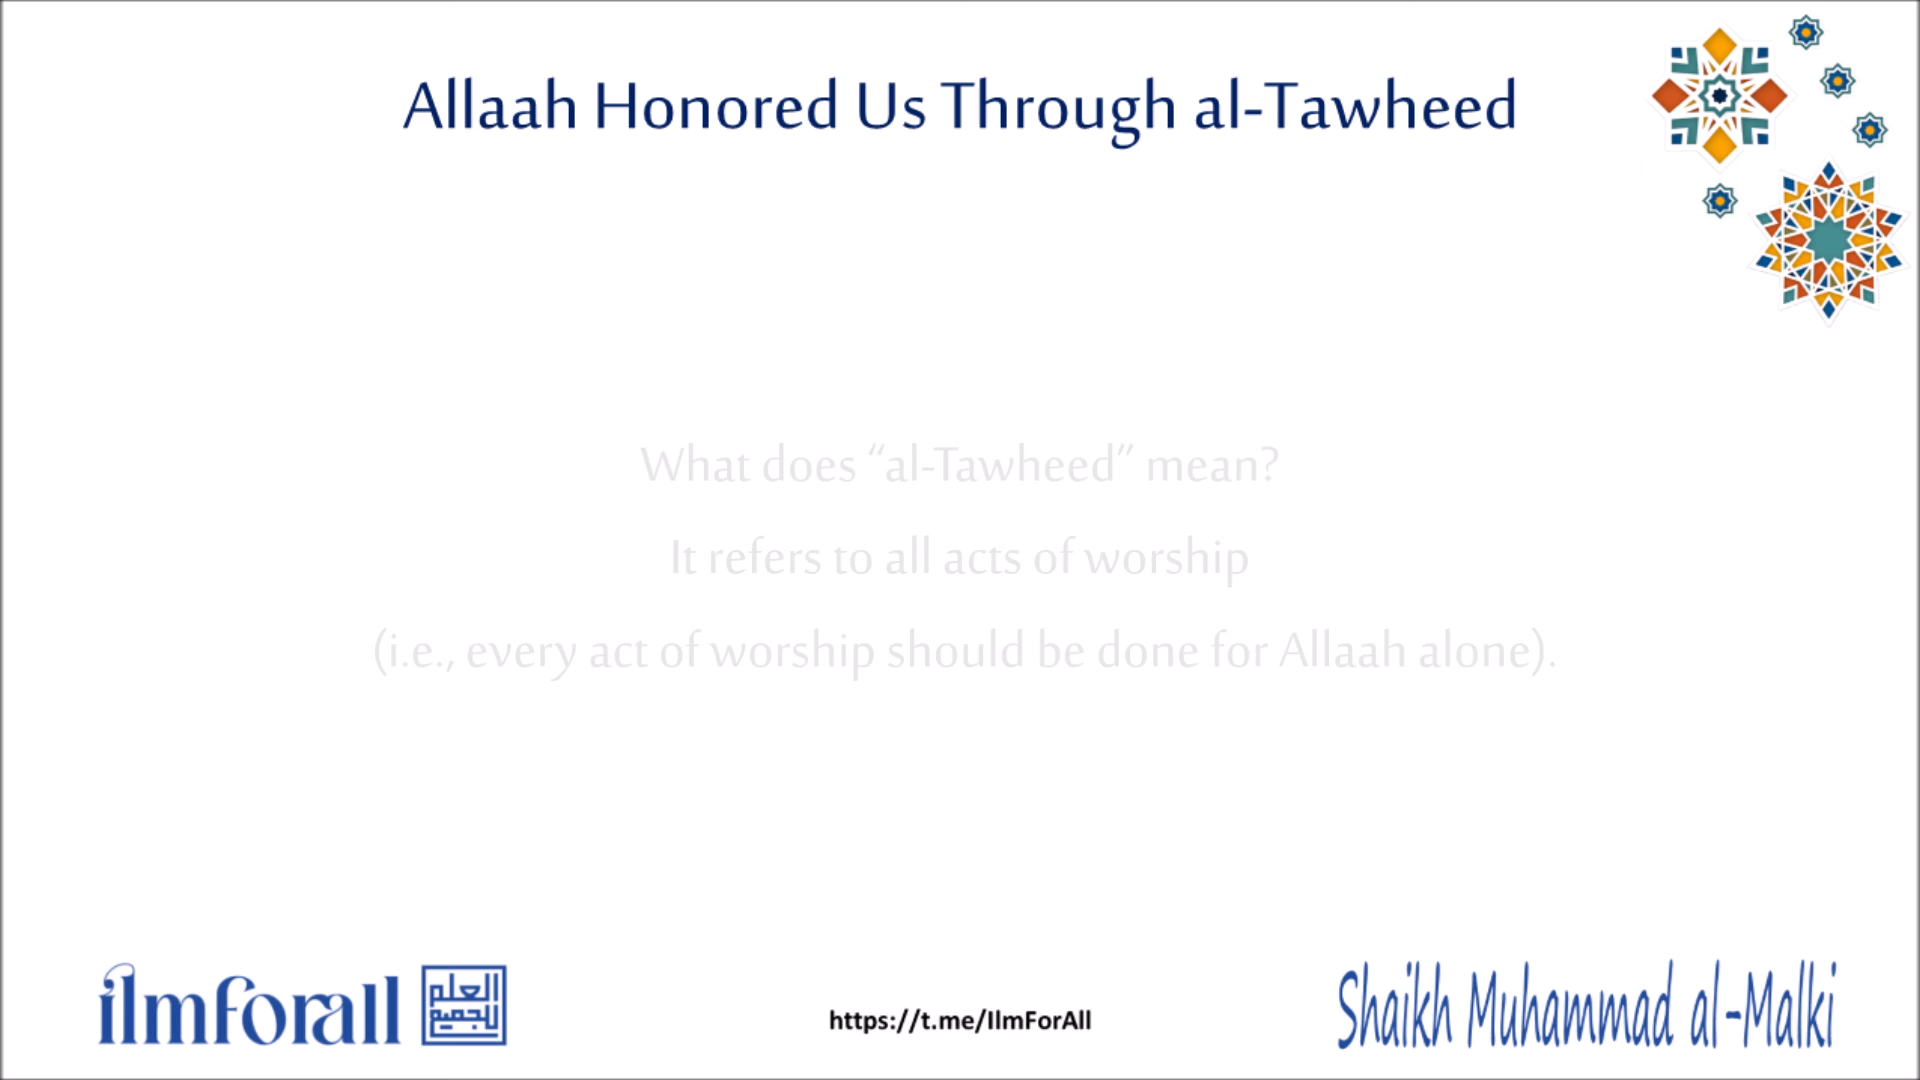 Allaah Honored Us Through al-Tawheed
What does “al-Tawheed” mean?
It refers to all acts of worship
(i.e., every act of worship should be done for Allaah alone).
ilmforall
العلم
للجميع
https://t.me/IlmForAll
Shaikh Muhammad al-Malki